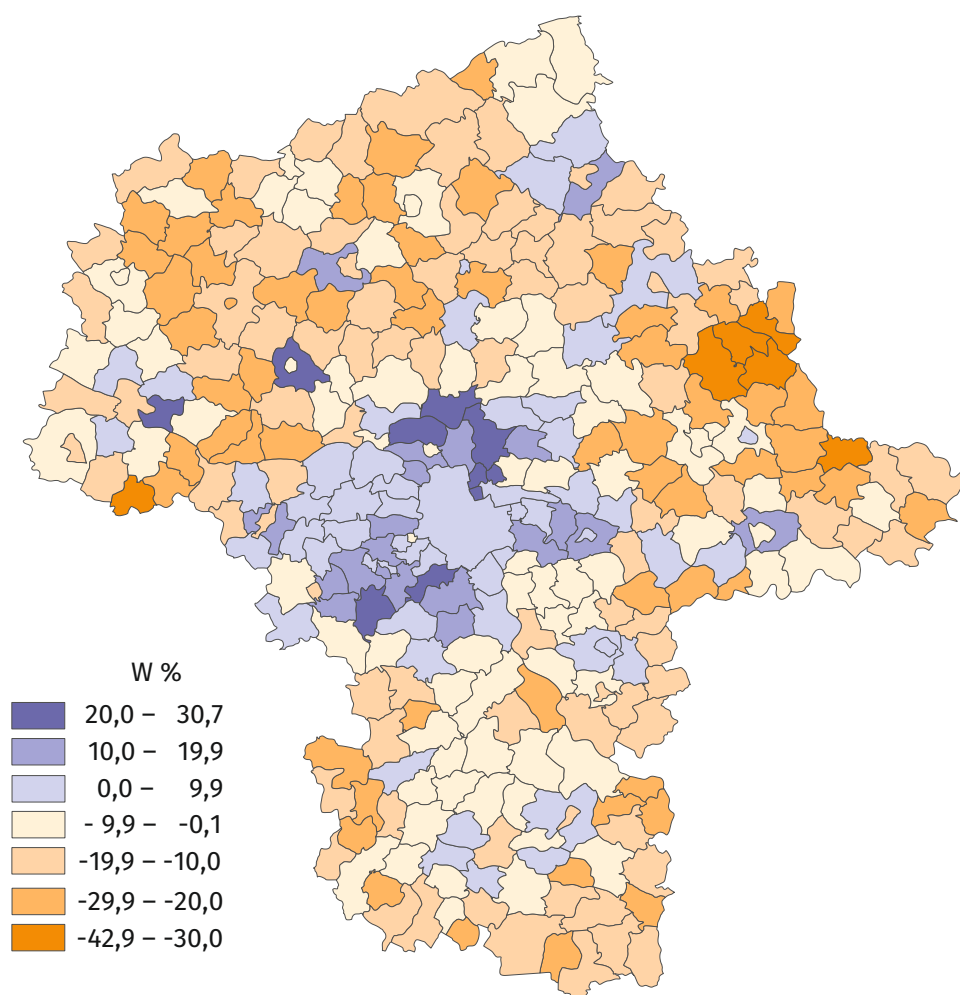 W %
20,0 – 30,7
10,0 – 19,9
0,0 – 9,9
- 9,9 – -0,1
-19,9 – -10,0
-29,9 – -20,0
-42,9 – -30,0